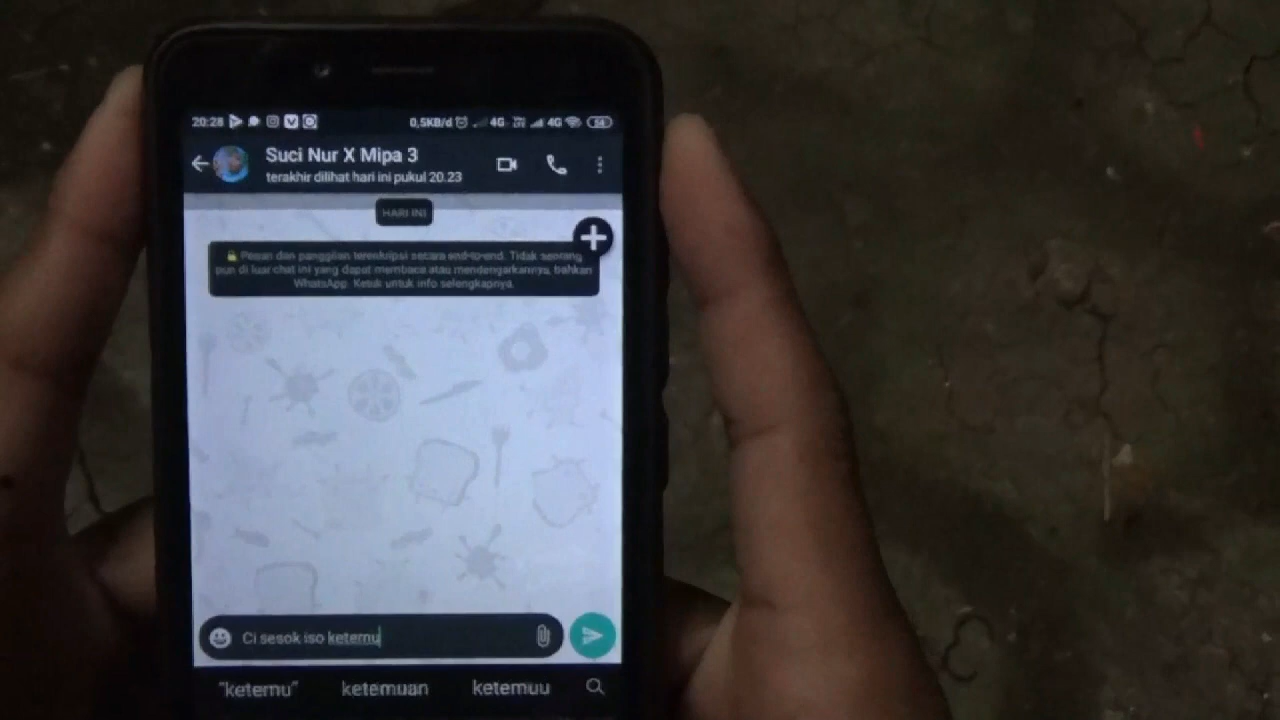 20:28 0,5KB/d 4G 4G 54
Suci Nur X Mipa 3
terakhir dilihat hari ini pukul 20.23
HARI INI
Pesan dan panggilan terenkripsi secara end-to-end. Tidak seorang
pun di luar chat ini yang dapat membaca atau mendengarkannya, bahkan
WhatsApp. Ketuk untuk info selengkapnya.
Ci sesok iso ketemu
"ketemu" ketemuan ketemuu